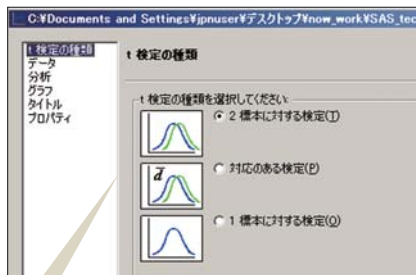 C:¥Documents and Settings¥jpnuser¥デスクトップ¥now_work¥SAS_tec
t 検定の種類
データ
分析
グラフ
タイトル
プロパティ
t 検定の種類
t 検定の種類を選択してください
2 標本に対する検定(T)
対応のある検定(P)
1 標本に対する検定(O)
d